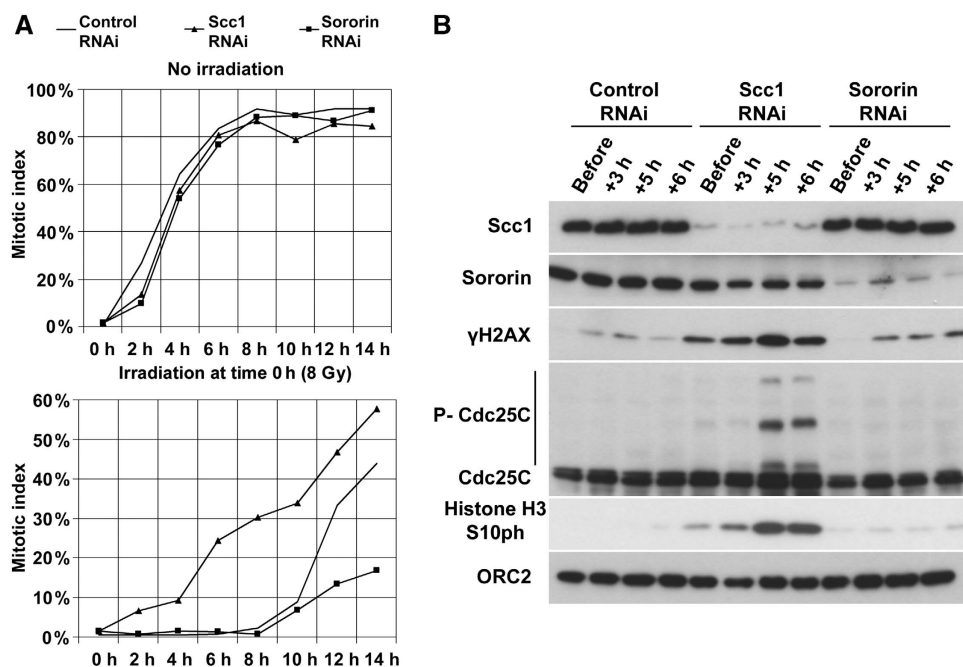 A
Control RNAi
Scc1 RNAi
Sororin RNAi
No irradiation
Mitotic index
100%
80%
60%
40%
20%
0%
0 h 2 h 4 h 6 h 8 h 10 h 12 h 14 h
Irradiation at time 0 h (8 Gy)
Mitotic index
60%
50%
40%
30%
20%
10%
0%
0 h 2 h 4 h 6 h 8 h 10 h 12 h 14 h
B
Control RNAi
Scc1 RNAi
Sororin RNAi
Before +3 h +5 h +6 h Before +3 h +5 h +6 h Before +3 h +5 h +6 h
Scc1
Sororin
γH2AX
P- Cdc25C
Cdc25C
Histone H3
S10ph
ORC2